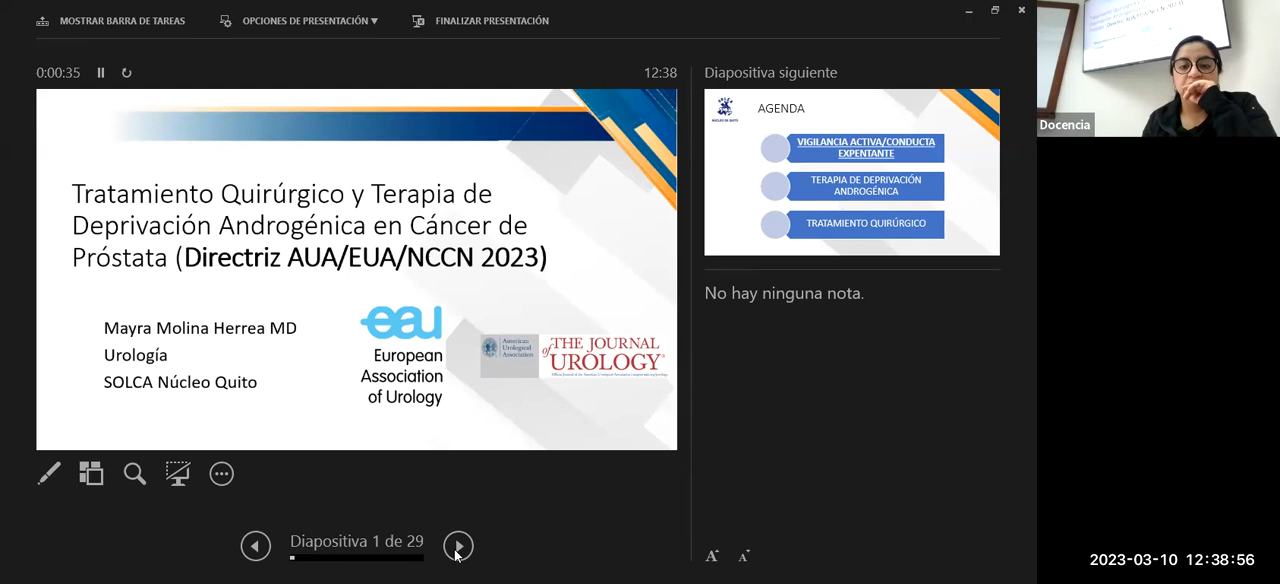 MOSTRAR BARRA DE TAREAS
OPCIONES DE PRESENTACIÓN ▼
FINALIZAR PRESENTACIÓN
0:00:35
12:38
Tratamiento Quirúrgico y Terapia de
Deprivación Androgénica en Cáncer de
Próstata (Directriz AUA/EUA/NCCN 2023)
Mayra Molina Herrea MD
Urología
SOLCA Núcleo Quito
eau
European
Association
of Urology
American
Urological
Association
of THE JOURNAL
UROLOGY
Diapositiva 1 de 29
Diapositiva siguiente
AGENDA
VIGILANCIA ACTIVA/CONDUCTA
EXPENTANTE
TERAPIA DE DEPRIVACIÓN
ANDROGÉNICA
TRATAMIENTO QUIRÚRGICO
No hay ninguna nota.
A A
Docencia
2023-03-10 12:38:56